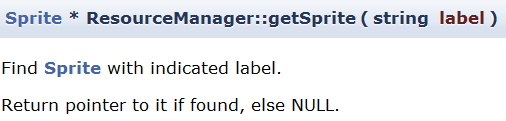 Sprite * ResourceManager::getSprite ( string label )
Find Sprite with indicated label.
Return pointer to it if found, else NULL.